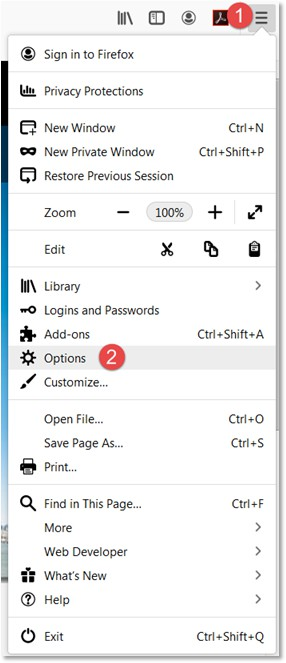 1
Sign in to Firefox
Privacy Protections
New Window Ctrl+N
New Private Window Ctrl+Shift+P
Restore Previous Session
Zoom 100%
Edit
Library
Logins and Passwords
Add-ons Ctrl+Shift+A
Options 2
Customize...
Open File... Ctrl+O
Save Page As... Ctrl+S
Print...
Find in This Page... Ctrl+F
More
Web Developer
What's New
Help
Exit Ctrl+Shift+Q